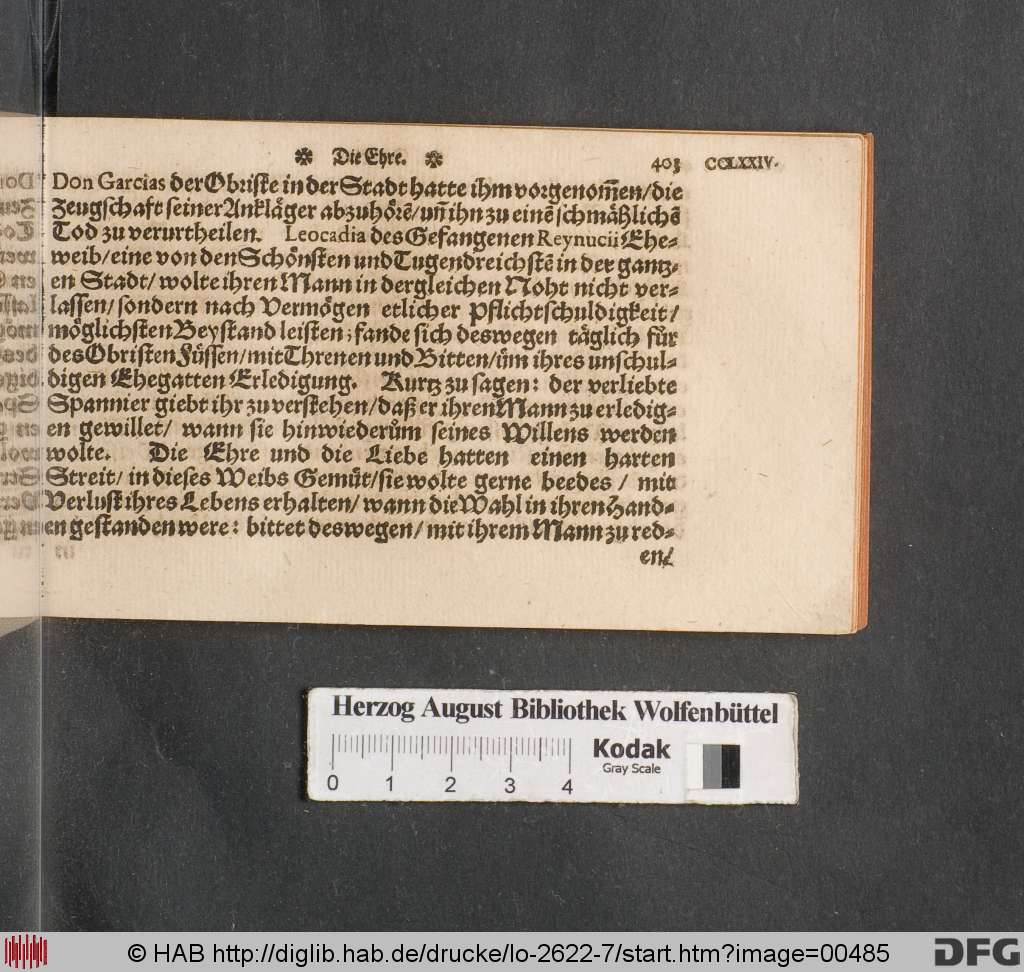 ✽ Die Ehre. ✽ 403 CCLXXIV.
Don Garcias der Obriste in der Stadt hatte ihm vorgenom̃en/die
Zeugschaft seiner Ankläger abzuhörẽ/uñ ihn zu einẽ schmäßlichẽ
Tod zu verurtheilen. Leocadia des Gefangenen Reynucii Ehe-
weib/eine von den Schönsten und Tugendreichstẽ in der gantz-
en Stadt/ wolte ihren Mann in dergleichen Noht nicht ver-
lassen/ sondern nach Vermögen etlicher Pflichtschuldigkeit/
möglichsten Beystand leisten; fande sich deswegen täglich für
des Obristen Füssen/mit Threnen und Bitten/üm ihres unschul-
digen Ehegatten Erledigung. Kurtz zu sagen: der verliebte
Spannier giebt ihr zu verstehen/daß er ihren Mann zu erledig-
en gewillet/ wann sie hinwiederům seines Willens werden
wolte. Die Ehre und die Liebe hatten einen harten
Streit/ in dieses Weibs Gemüt/sie wolte gerne beedes / mit
Verlust ihres Lebens erhalten/ wann die Wahl in ihren Hand-
en gestanden were: bittet deswegen/ mit ihrem Mann zu red-
en/
Herzog August Bibliothek Wolfenbüttel
0 1 2 3 4
Kodak
Gray Scale
© HAB http://diglib.hab.de/drucke/lo-2622-7/start.htm?image=00485
DFG